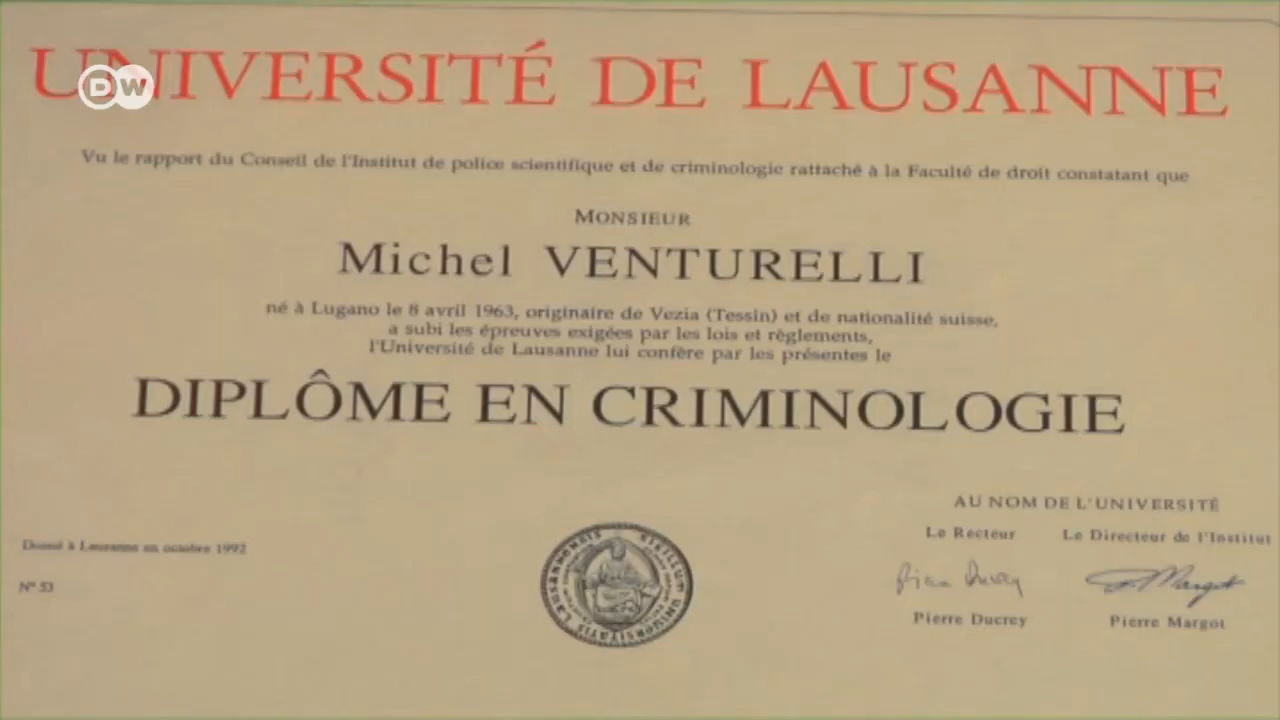 UNIVERSITÉ DE LAUSANNE
DW
Vu le rapport du Conseil de l'Institut de police scientifique et de criminologie rattaché à la Faculté de droit constatant que
MONSIEUR
Michel VENTURELLI
né à Lugano le 8 avril 1963, originaire de Vezia (Tessin) et de nationalité suisse,
a subi les épreuves exigées par les lois et règlements,
l'Université de Lausanne lui confère par les présentes le
DIPLÔME EN CRIMINOLOGIE
AU NOM DE L'UNIVERSITÉ
Le Recteur Le Directeur de l'Institut
Donné à Lausanne en octobre 1992
N° 53
SIGILLUM UNIVERSITATIS LAUSANNENSIS
Pierre Ducrey Pierre Margot